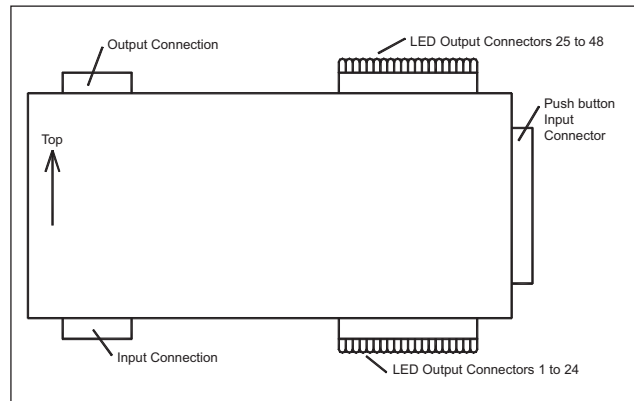 Output Connection
LED Output Connectors 25 to 48
Push button
Input
Connector
Top
Input Connection
LED Output Connectors 1 to 24